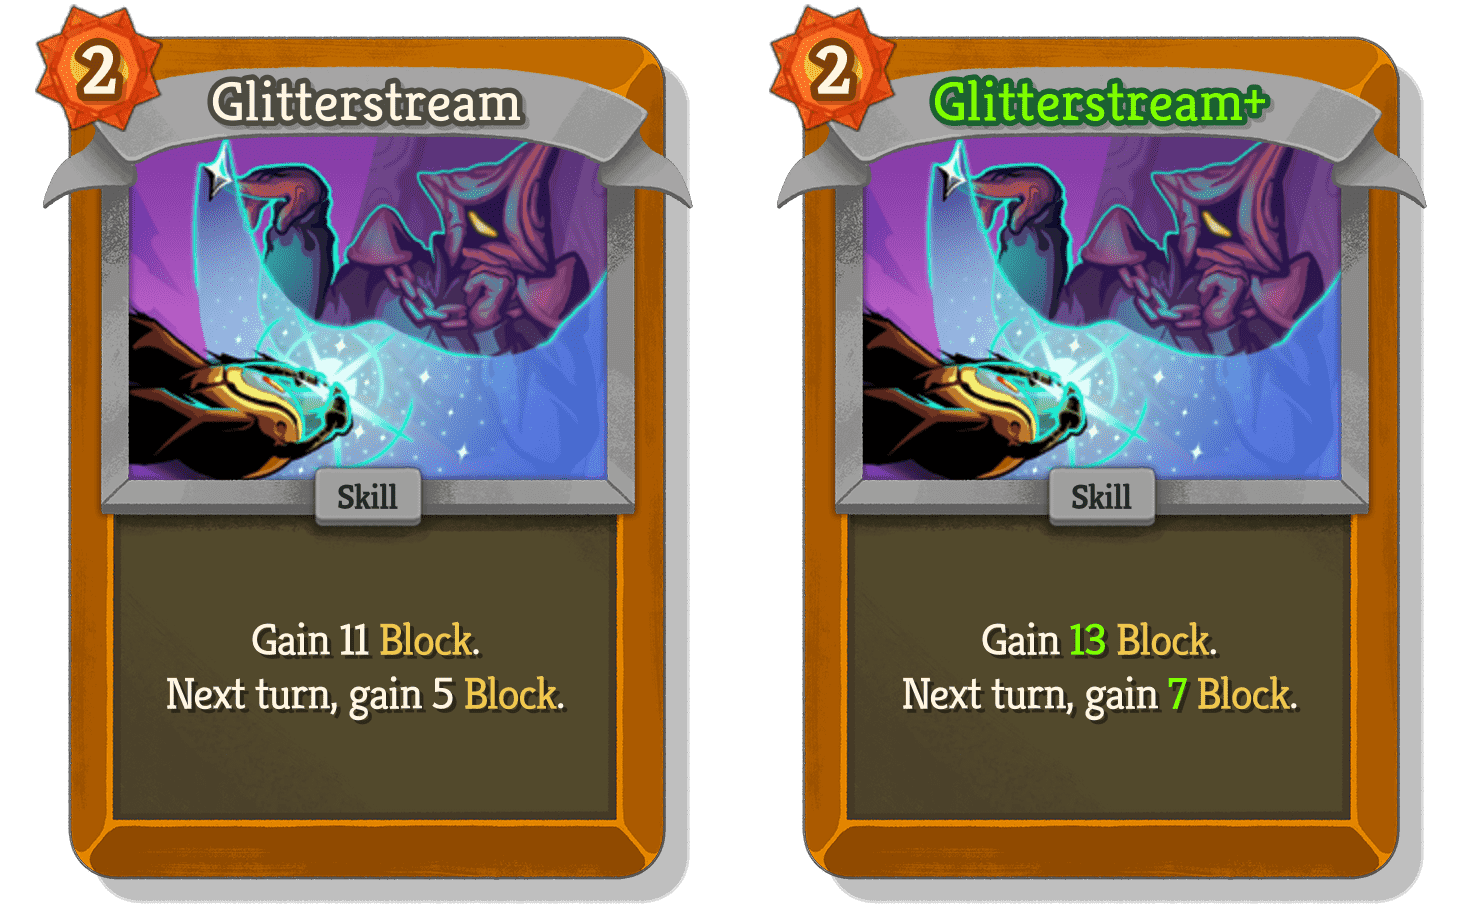 2
Glitterstream
Skill
Gain 11 Block.
Next turn, gain 5 Block.
2
Glitterstream+
Skill
Gain 13 Block.
Next turn, gain 7 Block.